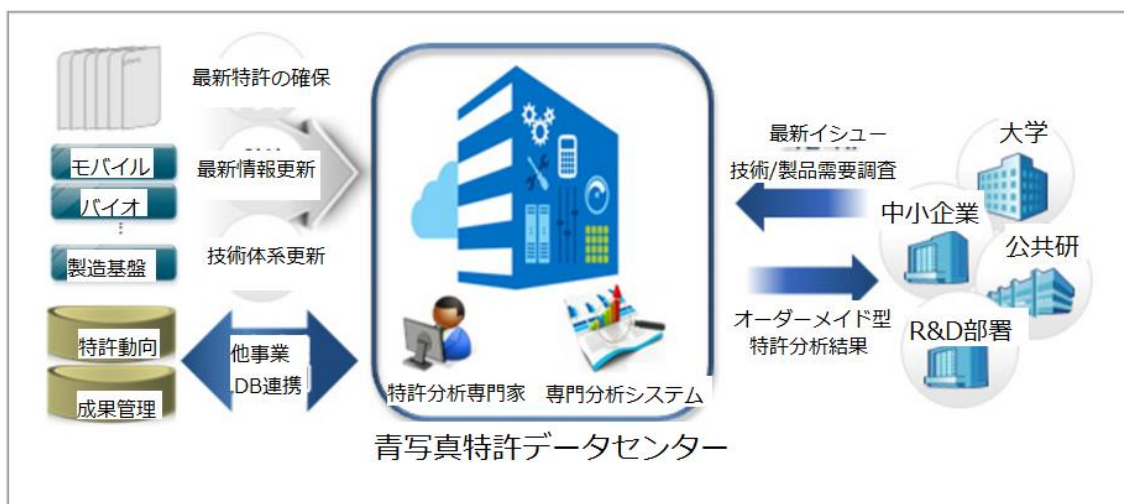 最新特許の確保
モバイル
最新情報更新
バイオ
⋮
製造基盤
技術体系更新
特許動向
成果管理
他事業
DB連携
特許分析専門家
専門分析システム
青写真特許データセンター
最新イシュー
技術/製品需要調査
オーダーメイド型
特許分析結果
大学
中小企業
公共研
R&D部署